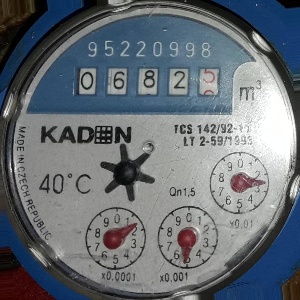 95220998
0682 m³
KADEN
TCS 142/92-
LT 2-59/1993
MADE IN CZECH REPUBLIC
40°C
Qn1,5
x0,01
x0,0001
x0,001